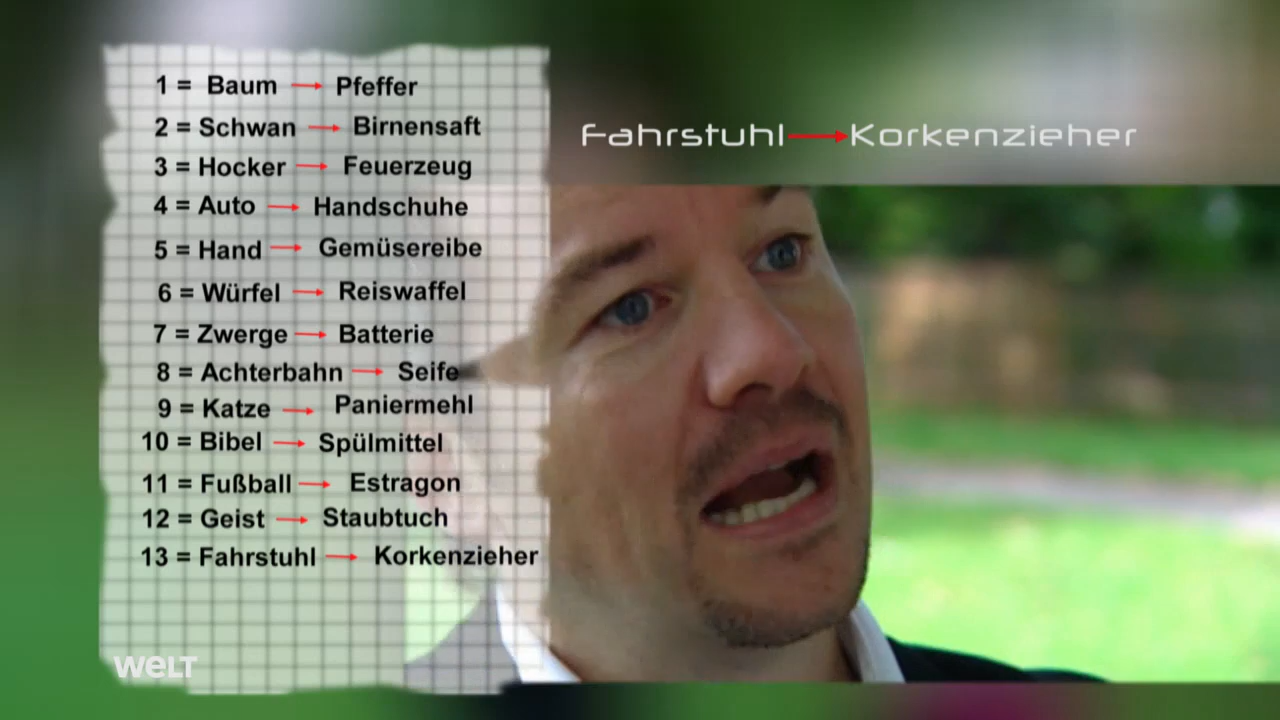 1 = Baum → Pfeffer
2 = Schwan → Birnensaft
3 = Hocker → Feuerzeug
4 = Auto → Handschuhe
5 = Hand → Gemüsereibe
6 = Würfel → Reiswaffel
7 = Zwerge → Batterie
8 = Achterbahn → Seife
9 = Katze → Paniermehl
10 = Bibel → Spülmittel
11 = Fußball → Estragon
12 = Geist → Staubtuch
13 = Fahrstuhl → Korkenzieher
Fahrstuhl → Korkenzieher
WELT